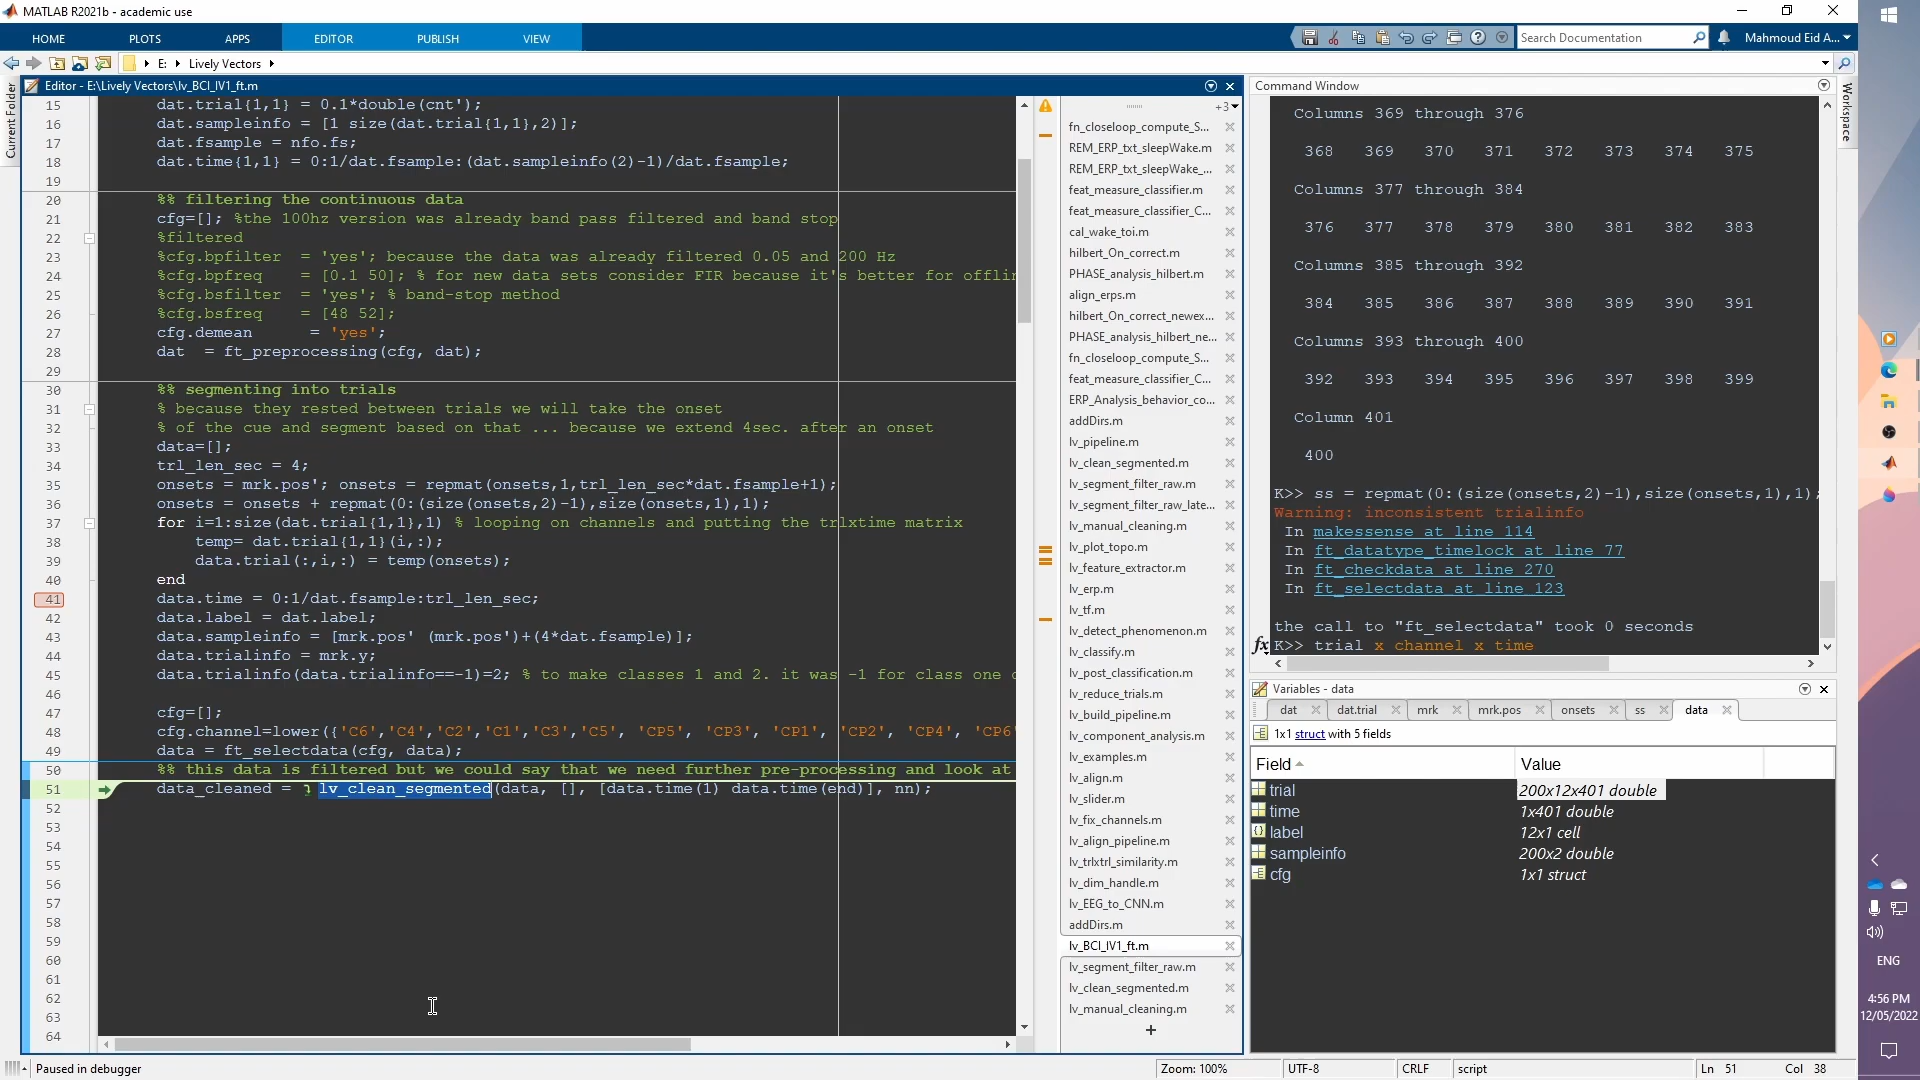 MATLAB R2021b - academic use
HOME PLOTS APPS EDITOR PUBLISH VIEW
Search Documentation
Mahmoud Eid A...
E: Lively Vectors
Current Folder
Editor - E:\Lively Vectors\lv_BCI_IV1_ft.m
15 dat.trial{1,1} = 0.1*double(cnt');
16 dat.sampleinfo = [1 size(dat.trial{1,1},2)];
17 dat.fsample = nfo.fs;
18 dat.time{1,1} = 0:1/dat.fsample:(dat.sampleinfo(2)-1)/dat.fsample;
19
20 %% filtering the continuous data
21 cfg=[]; %the 100hz version was already band pass filtered and band stop
22 %filtered
23 %cfg.bpfilter = 'yes'; because the data was already filtered 0.05 and 200 Hz
24 %cfg.bpfreq = [0.1 50]; % for new data sets consider FIR because it's better for offlin
25 %cfg.bsfilter = 'yes'; % band-stop method
26 %cfg.bsfreq = [48 52];
27 cfg.demean = 'yes';
28 dat = ft_preprocessing(cfg, dat);
29
30 %% segmenting into trials
31 % because they rested between trials we will take the onset
32 % of the cue and segment based on that ... because we extend 4sec. after an onset
33 data=[];
34 trl_len_sec = 4;
35 onsets = mrk.pos'; onsets = repmat(onsets,1,trl_len_sec*dat.fsample+1);
36 onsets = onsets + repmat(0:(size(onsets,2)-1),size(onsets,1),1);
37 for i=1:size(dat.trial{1,1},1) % looping on channels and putting the trlxtime matrix
38 temp= dat.trial{1,1}(i,:);
39 data.trial(:,i,:) = temp(onsets);
40 end
41 data.time = 0:1/dat.fsample:trl_len_sec;
42 data.label = dat.label;
43 data.sampleinfo = [mrk.pos' (mrk.pos')+(4*dat.fsample)];
44 data.trialinfo = mrk.y;
45 data.trialinfo(data.trialinfo==-1)=2; % to make classes 1 and 2. it was -1 for class one
46
47 cfg=[];
48 cfg.channel=lower({'C6','C4','C2','C1','C3','C5', 'CP5', 'CP3', 'CP1', 'CP2', 'CP4', 'CP6'
49 data = ft_selectdata(cfg, data);
50 %% this data is filtered but we could say that we need further pre-processing and look at
51 data_cleaned = lv_clean_segmented(data, [], [data.time(1) data.time(end)], nn);
52
53
54
55
56
57
58
59
60
61
62
63
64
+3
fn_closeloop_compute_S...
REM_ERP_txt_sleepWake.m
REM_ERP_txt_sleepWake_...
feat_measure_classifier.m
feat_measure_classifier_C...
cal_wake_toi.m
hilbert_On_correct.m
PHASE_analysis_hilbert.m
align_erps.m
hilbert_On_correct_newex...
PHASE_analysis_hilbert_ne...
fn_closeloop_compute_S...
feat_measure_classifier_C...
ERP_Analysis_behavior_co...
addDirs.m
lv_pipeline.m
lv_clean_segmented.m
lv_segment_filter_raw.m
lv_segment_filter_raw_late...
lv_manual_cleaning.m
lv_plot_topo.m
lv_feature_extractor.m
lv_erp.m
lv_tf.m
lv_detect_phenomenon.m
lv_classify.m
lv_post_classification.m
lv_reduce_trials.m
lv_build_pipeline.m
lv_component_analysis.m
lv_examples.m
lv_align.m
lv_slider.m
lv_fix_channels.m
lv_align_pipeline.m
lv_trlxtrl_similarity.m
lv_dim_handle.m
lv_EEG_to_CNN.m
addDirs.m
lv_BCI_IV1_ft.m
lv_segment_filter_raw.m
lv_clean_segmented.m
lv_manual_cleaning.m
+
Command Window
Columns 369 through 376
368 369 370 371 372 373 374 375
Columns 377 through 384
376 377 378 379 380 381 382 383
Columns 385 through 392
384 385 386 387 388 389 390 391
Columns 393 through 400
392 393 394 395 396 397 398 399
Column 401
400
K>> ss = repmat(0:(size(onsets,2)-1),size(onsets,1),1)
Warning: inconsistent trialinfo
In makessense at line 114
In ft_datatype_timelock at line 77
In ft_checkdata at line 270
In ft_selectdata at line 123
the call to "ft_selectdata" took 0 seconds
fx K>> trial x channel x time
Workspace
Variables - data
dat dat.trial mrk mrk.pos onsets ss data
1x1 struct with 5 fields
Field Value
trial 200x12x401 double
time 1x401 double
label 12x1 cell
sampleinfo 200x2 double
cfg 1x1 struct
ENG
4:56 PM
12/05/2022
Paused in debugger
Zoom: 100% UTF-8 CRLF script Ln 51 Col 38